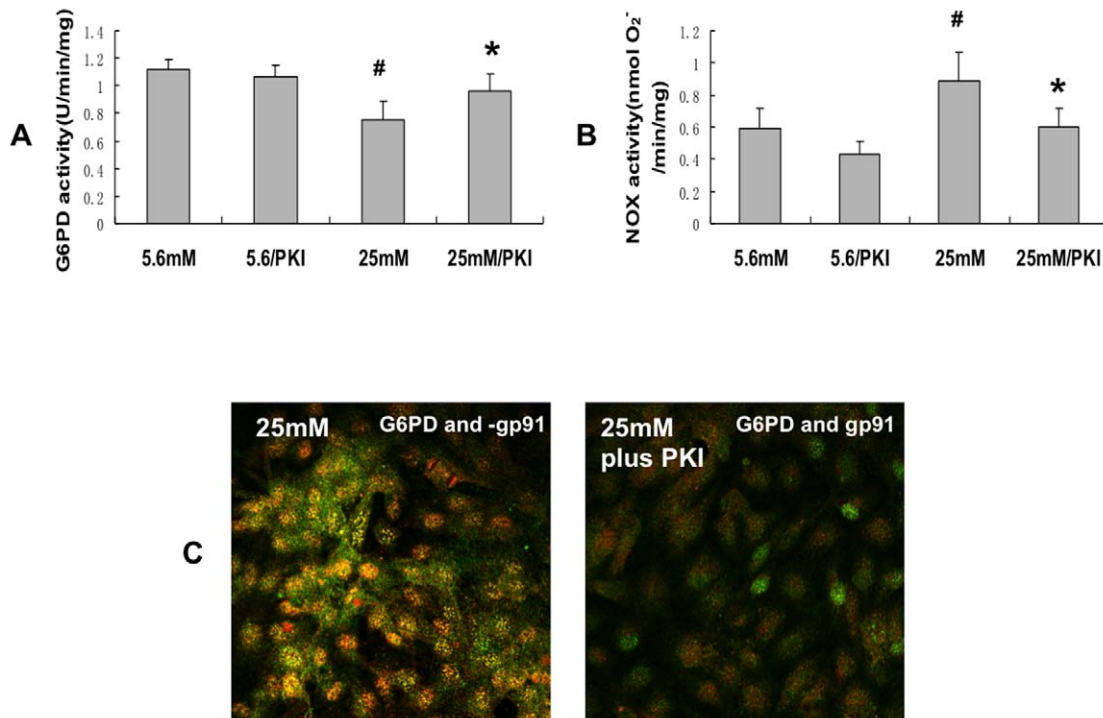 A
G6PD activity(U/min/mg)
1.4
1.2
1
0.8
0.6
0.4
0.2
0
#
*
5.6mM
5.6/PKI
25mM
25mM/PKI
B
NOX activity(nmol O₂⁻
/min/mg)
1.2
1
0.8
0.6
0.4
0.2
0
#
*
5.6mM
5.6/PKI
25mM
25mM/PKI
C
25mM
G6PD and -gp91
25mM
plus PKI
G6PD and gp91